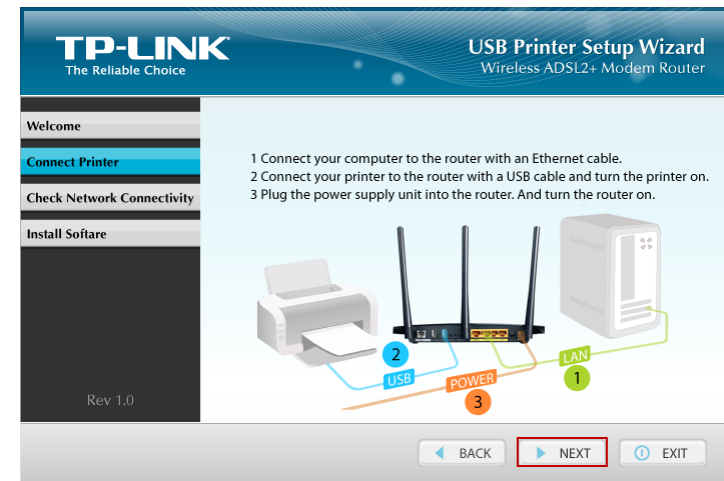 TP-LINK
The Reliable Choice
USB Printer Setup Wizard
Wireless ADSL2+ Modem Router
Welcome
Connect Printer
Check Network Connectivity
Install Softare
Rev 1.0
1 Connect your computer to the router with an Ethernet cable.
2 Connect your printer to the router with a USB cable and turn the printer on.
3 Plug the power supply unit into the router. And turn the router on.
2
USB
POWER
3
LAN
1
BACK
NEXT
EXIT